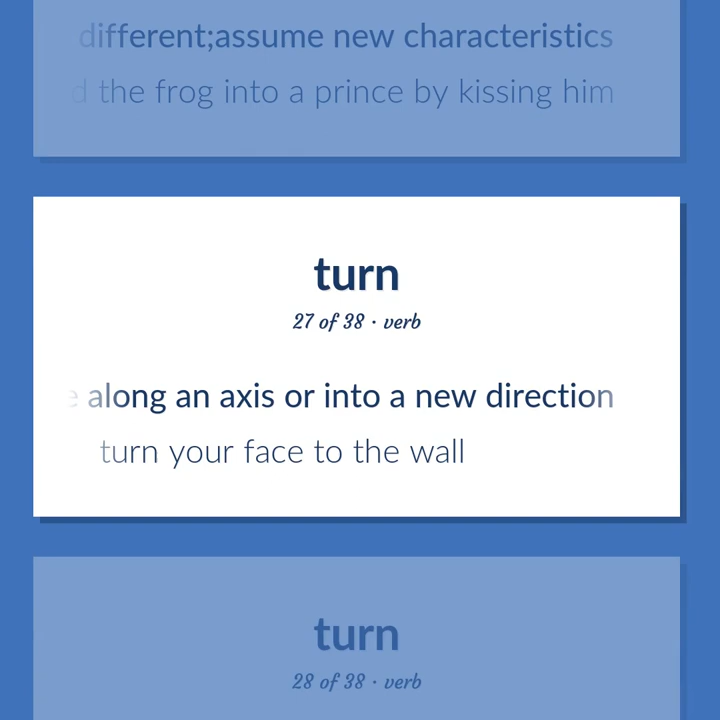 different;assume new characteristics
the frog into a prince by kissing him
turn
27 of 38 · verb
along an axis or into a new direction
turn your face to the wall
turn
28 of 38 · verb